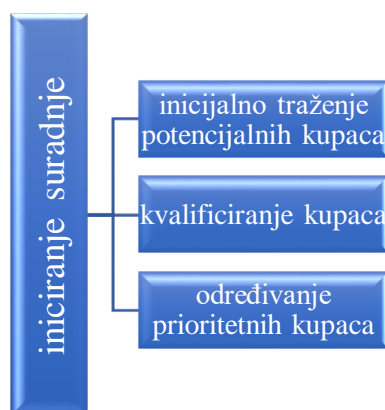 iniciranje suradnje
inicijalno traženje
potencijalnih kupaca
kvalificiranje kupaca
određivanje
prioritetnih kupaca